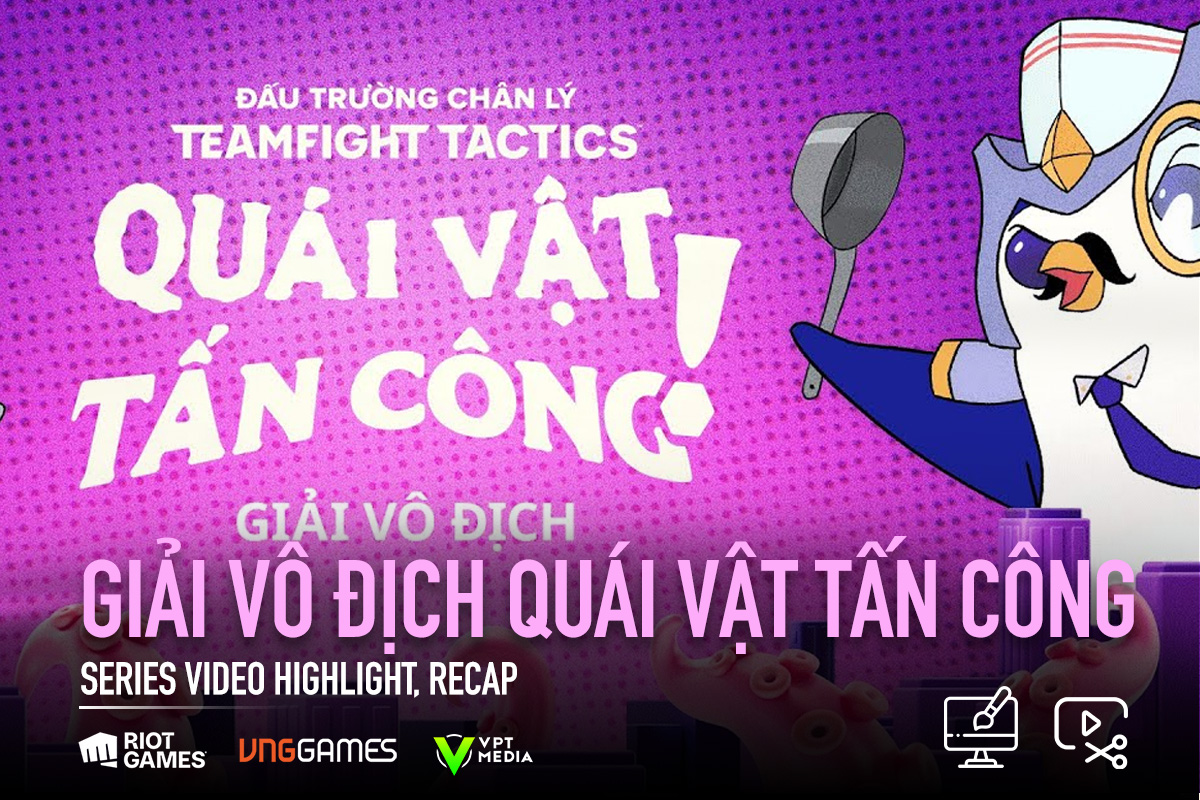 ĐẤU TRƯỜNG CHÂN LÝ
TEAMFIGHT TACTICS
QUÁI VẬT
TẤN CÔNG!
GIẢI VÔ ĐỊCH
GIẢI VÔ ĐỊCH QUÁI VẬT TẤN CÔNG
SERIES VIDEO HIGHLIGHT, RECAP
RIOT
GAMES
VNGGAMES
VPT
MEDIA